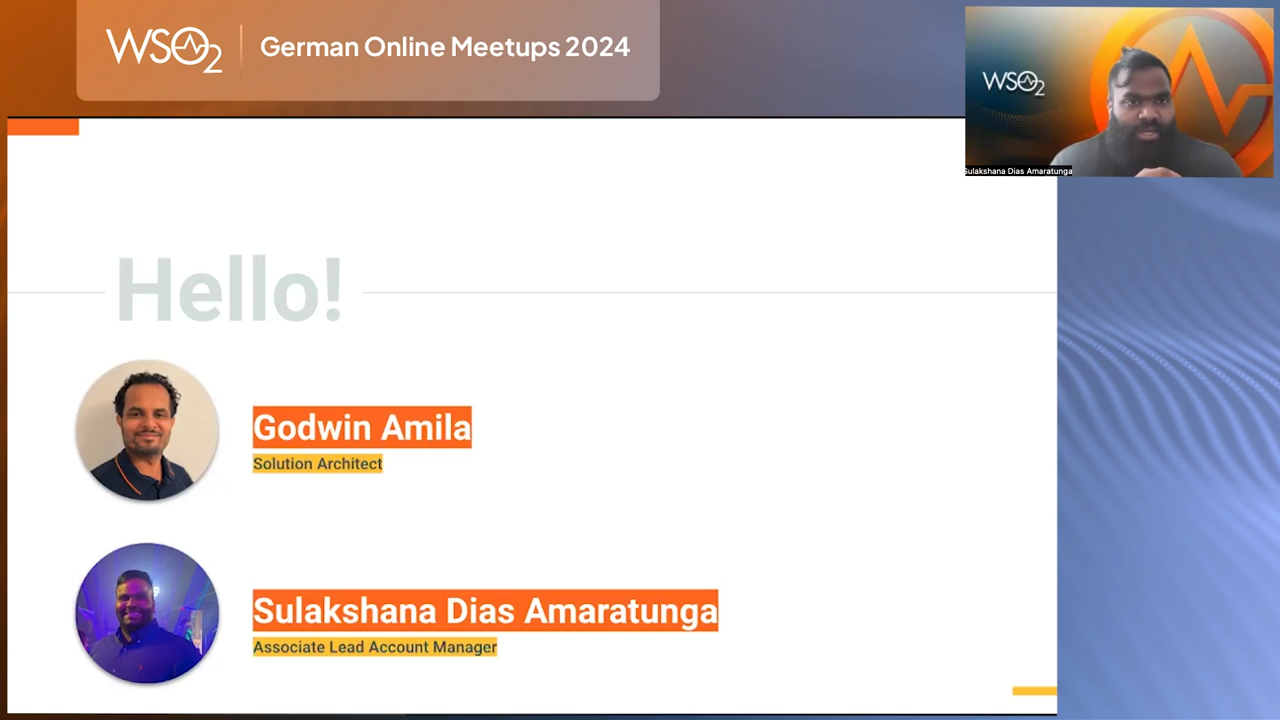 WSO2
German Online Meetups 2024
WSO2
Sulakshana Dias Amaratunga
Hello!
Godwin Amila
Solution Architect
Sulakshana Dias Amaratunga
Associate Lead Account Manager